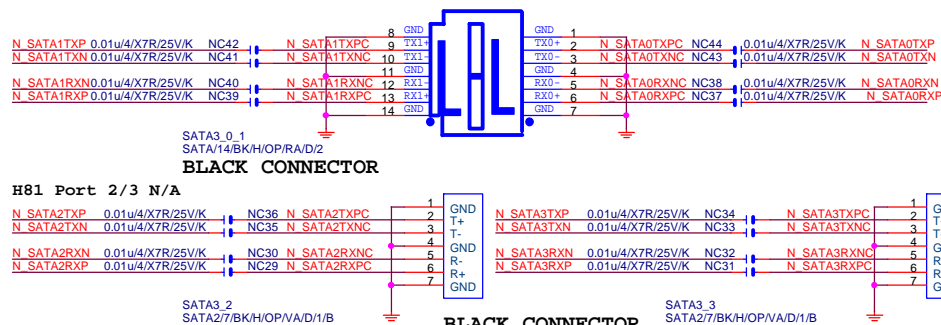 8 GND GND 1
N_SATA1TXP 0.01u/4/X7R/25V/K NC42 N_SATA1TXPC 9 TX1+ TX0+ 2 N_SATA0TXPC NC44 0.01u/4/X7R/25V/K N_SATA0TXP
N_SATA1TXN 0.01u/4/X7R/25V/K NC41 N_SATA1TXNC 10 TX1- TX0- 3 N_SATA0TXNC NC43 0.01u/4/X7R/25V/K N_SATA0TXN
11 GND GND 4
N_SATA1RXN 0.01u/4/X7R/25V/K NC40 N_SATA1RXNC 12 RX1- RX0- 5 N_SATA0RXNC NC38 0.01u/4/X7R/25V/K N_SATA0RXN
N_SATA1RXP 0.01u/4/X7R/25V/K NC39 N_SATA1RXPC 13 RX1+ RX0+ 6 N_SATA0RXPC NC37 0.01u/4/X7R/25V/K N_SATA0RXP
14 GND GND 7
SATA3_0_1
SATA/14/BK/H/OP/RA/D/2
BLACK CONNECTOR
H81 Port 2/3 N/A
1 GND
N_SATA2TXP 0.01u/4/X7R/25V/K NC36 N_SATA2TXPC 2 T+
N_SATA2TXN 0.01u/4/X7R/25V/K NC35 N_SATA2TXNC 3 T-
4 GND
N_SATA2RXN 0.01u/4/X7R/25V/K NC30 N_SATA2RXNC 5 R-
N_SATA2RXP 0.01u/4/X7R/25V/K NC29 N_SATA2RXPC 6 R+
7 GND
SATA3_2
SATA2/7/BK/H/OP/VA/D/1/B
BLACK CONNECTOR
1 G
N_SATA3TXP 0.01u/4/X7R/25V/K NC34 N_SATA3TXPC 2 T
N_SATA3TXN 0.01u/4/X7R/25V/K NC33 N_SATA3TXNC 3 T
4 G
N_SATA3RXN 0.01u/4/X7R/25V/K NC32 N_SATA3RXNC 5 R
N_SATA3RXP 0.01u/4/X7R/25V/K NC31 N_SATA3RXPC 6 R
7 G
SATA3_3
SATA2/7/BK/H/OP/VA/D/1/B